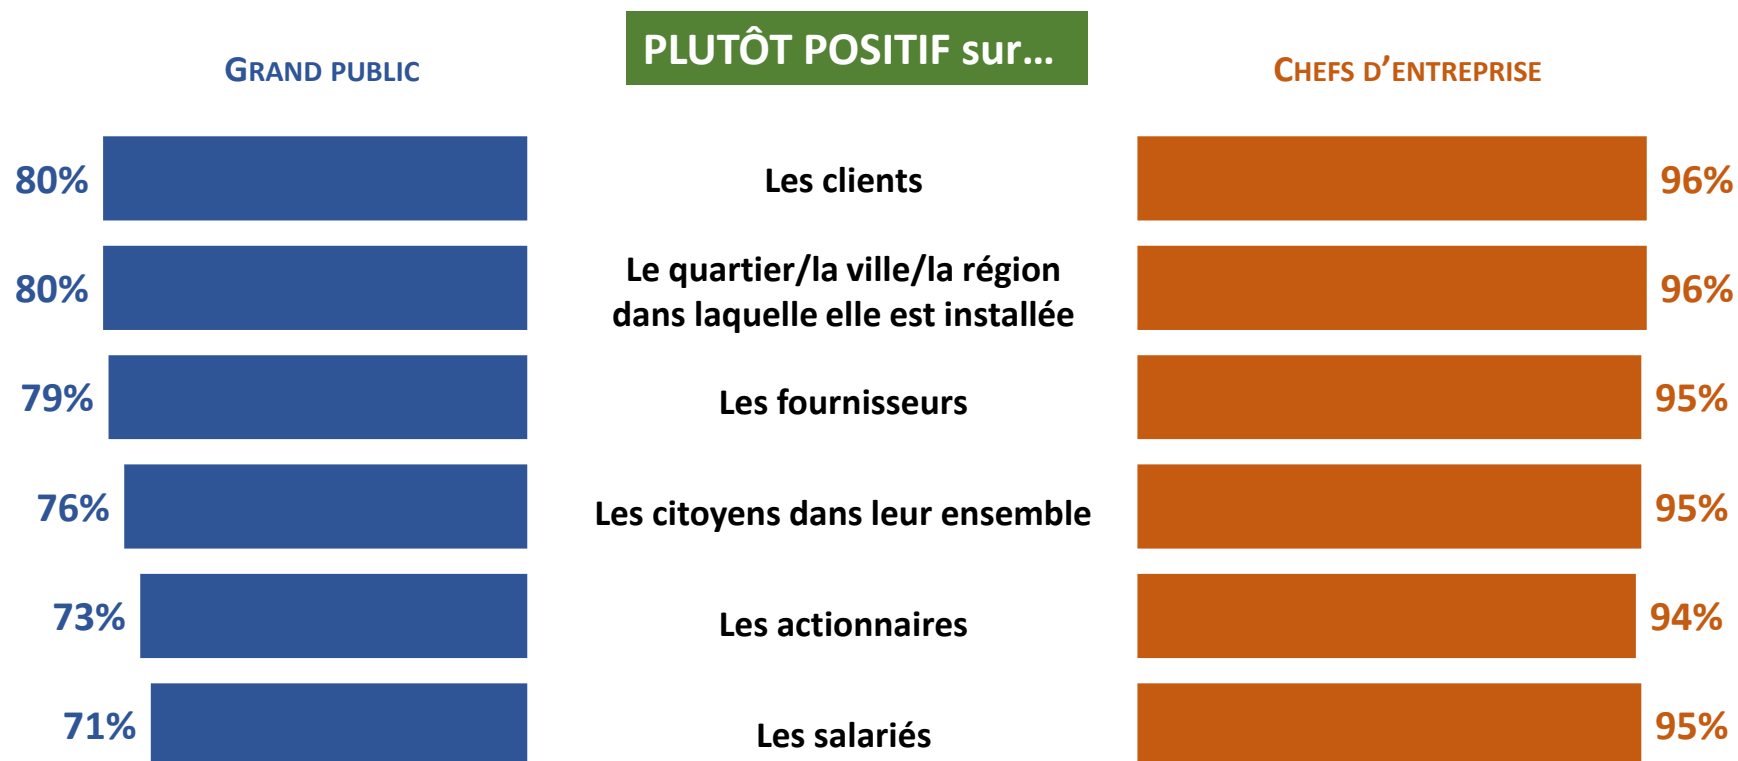 PLUTÔT POSITIF sur…
GRAND PUBLIC
CHEFS D’ENTREPRISE
80%
Les clients
96%
80%
Le quartier/la ville/la région
dans laquelle elle est installée
96%
79%
Les fournisseurs
95%
76%
Les citoyens dans leur ensemble
95%
73%
Les actionnaires
94%
71%
Les salariés
95%